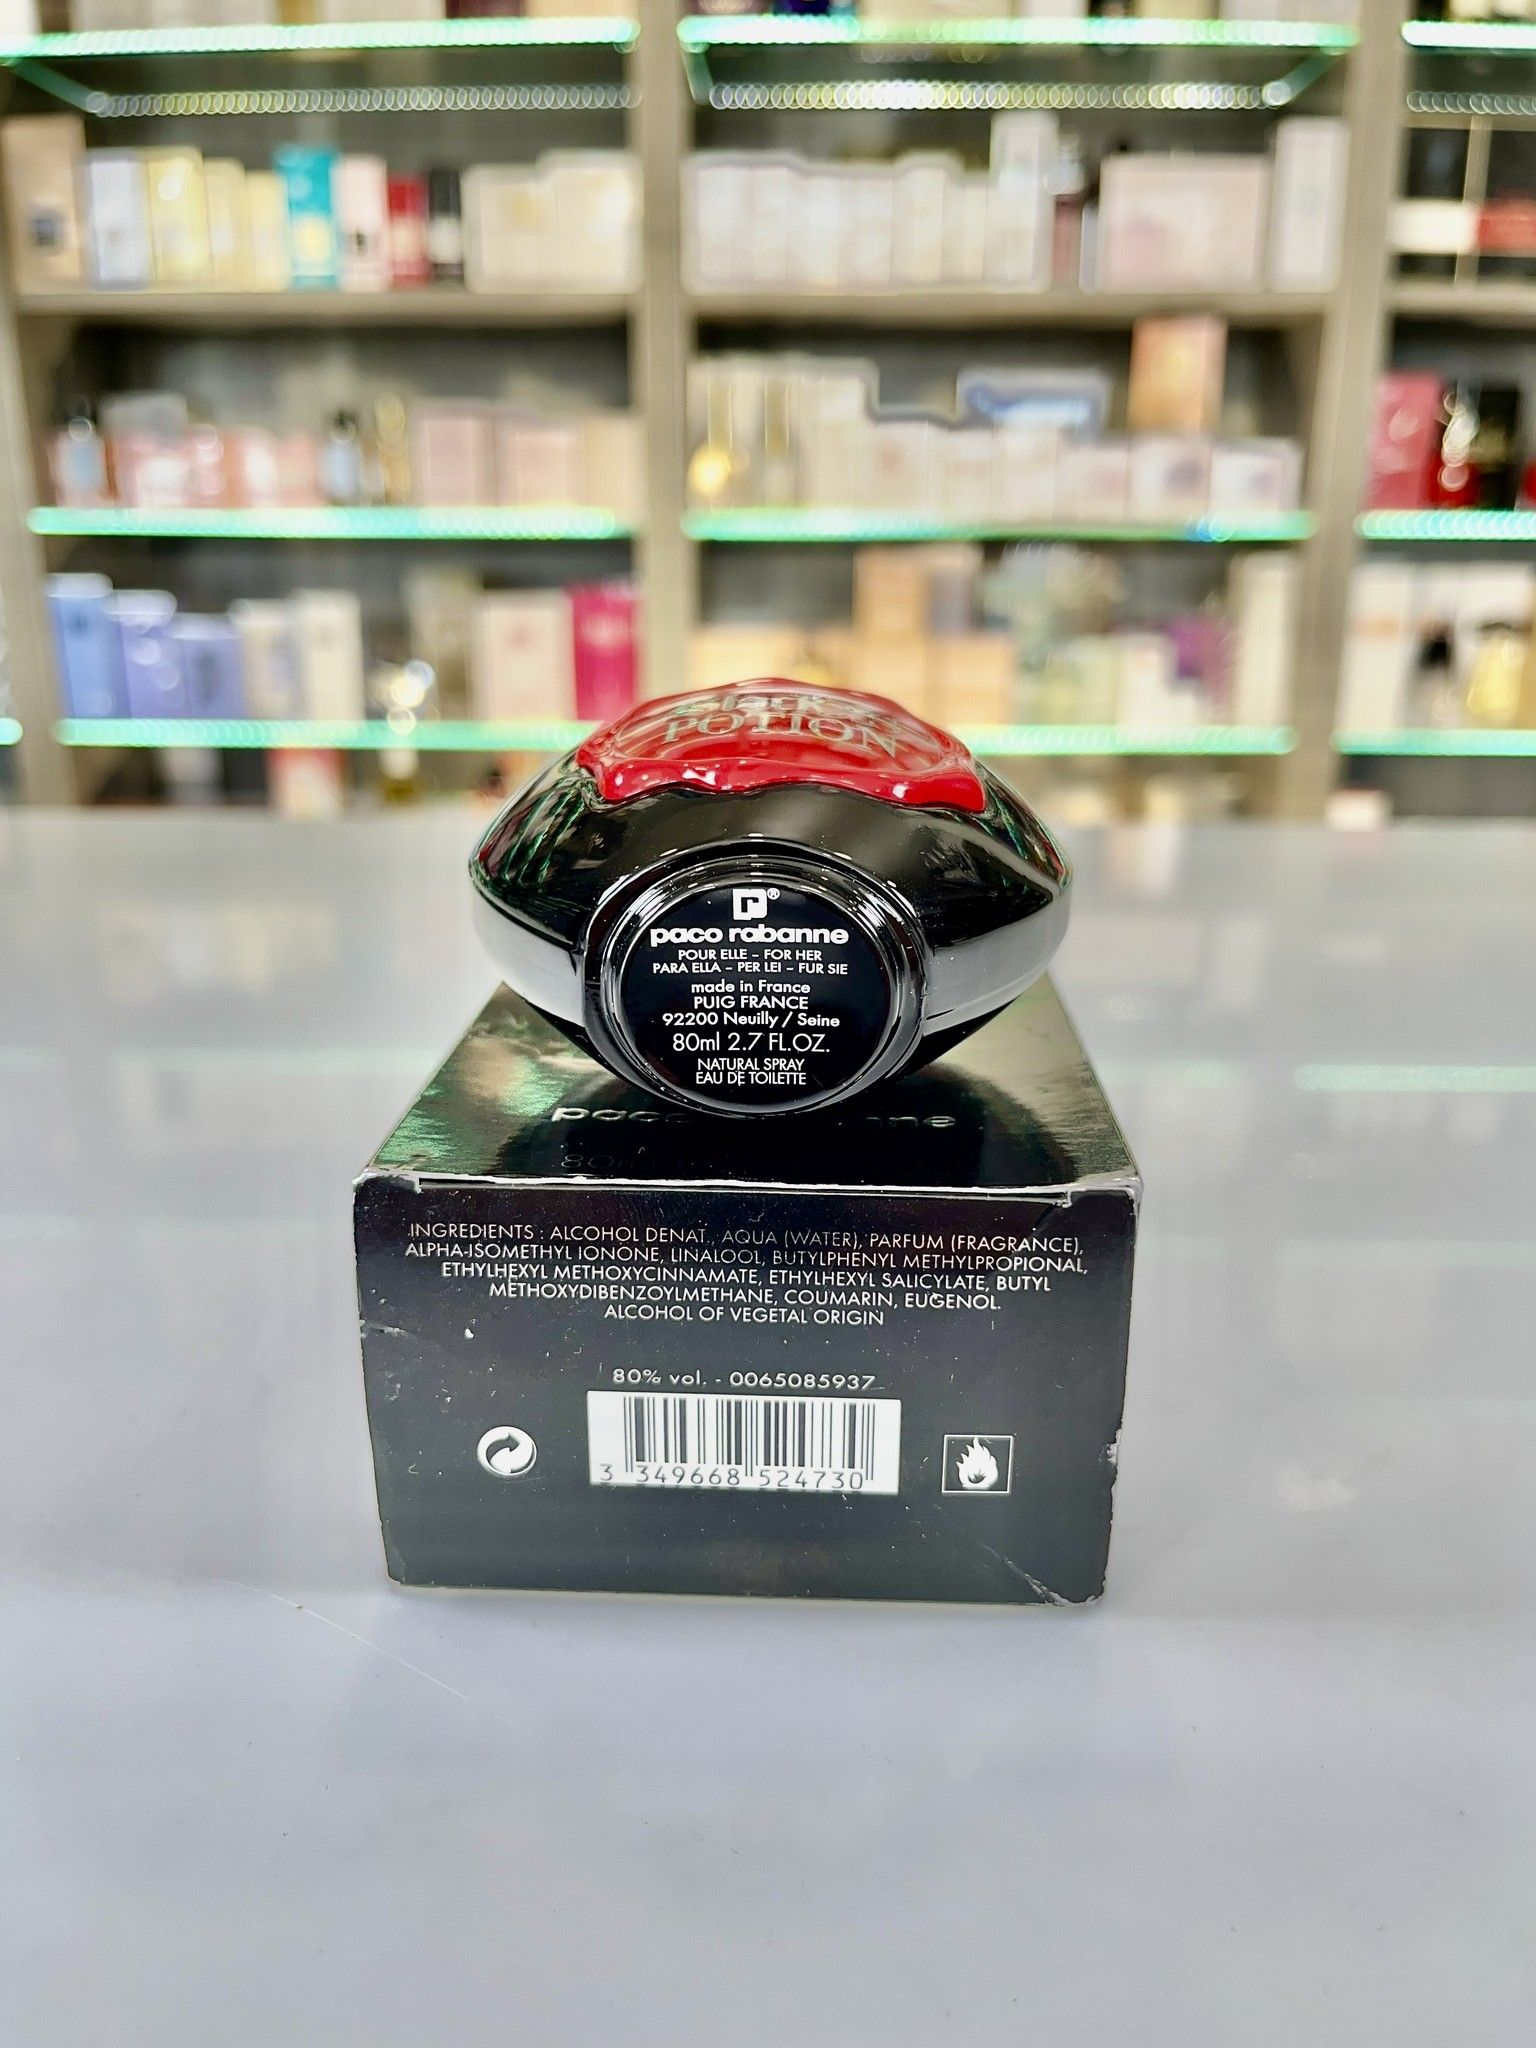 POTION
r®
paco rabanne
POUR ELLE – FOR HER
PARA ELLA – PER LEI – FUR SIE
made in France
PUIG FRANCE
92200 Neuilly / Seine
80ml 2.7 FL.OZ.
NATURAL SPRAY
EAU DE TOILETTE
INGREDIENTS : ALCOHOL DENAT., AQUA (WATER), PARFUM (FRAGRANCE),
ALPHA-ISOMETHYL IONONE, LINALOOL, BUTYLPHENYL METHYLPROPIONAL,
ETHYLHEXYL METHOXYCINNAMATE, ETHYLHEXYL SALICYLATE, BUTYL
METHOXYDIBENZOYLMETHANE, COUMARIN, EUGENOL.
ALCOHOL OF VEGETAL ORIGIN
80% vol. - 0065085937
3 349668 524730